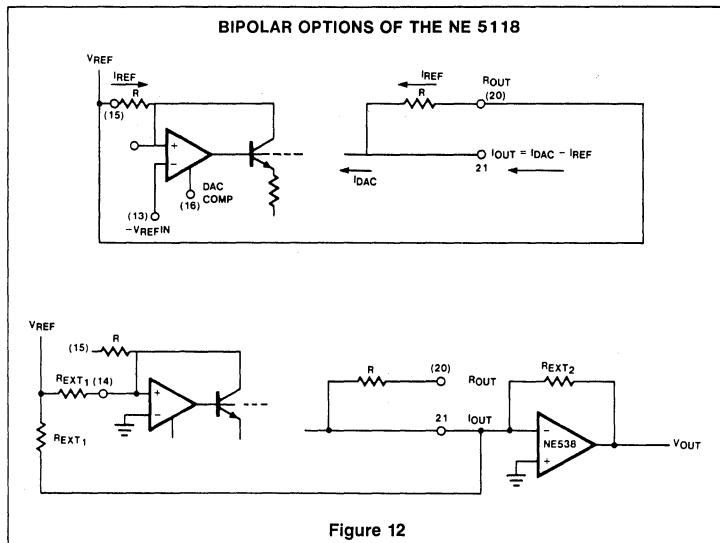 BIPOLAR OPTIONS OF THE NE 5118
VREF
IREF
R
(15)
+
−
DAC
COMP
(16)
(13)
−VREFIN
IREF
R
ROUT
(20)
IOUT = IDAC − IREF
21
IDAC
VREF
(15)
R
REXT1
(14)
+
−
REXT1
R
(20)
ROUT
21
IOUT
REXT2
−
NE538
+
VOUT
Figure 12